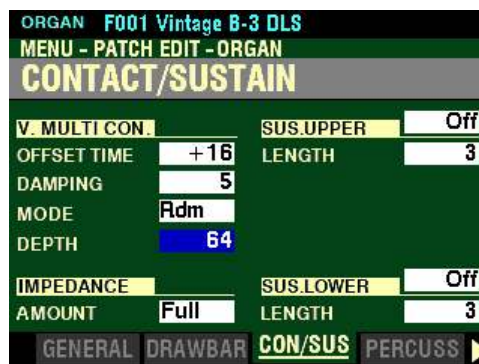 ORGAN F001 Vintage B-3 DLS
MENU - PATCH EDIT - ORGAN
CONTACT/SUSTAIN
V. MULTI CON.
OFFSET TIME +16
DAMPING 5
MODE Rdm
DEPTH 64
IMPEDANCE
AMOUNT Full
SUS.UPPER Off
LENGTH 3
SUS.LOWER Off
LENGTH 3
GENERAL DRAWBAR CON/SUS PERCUSS